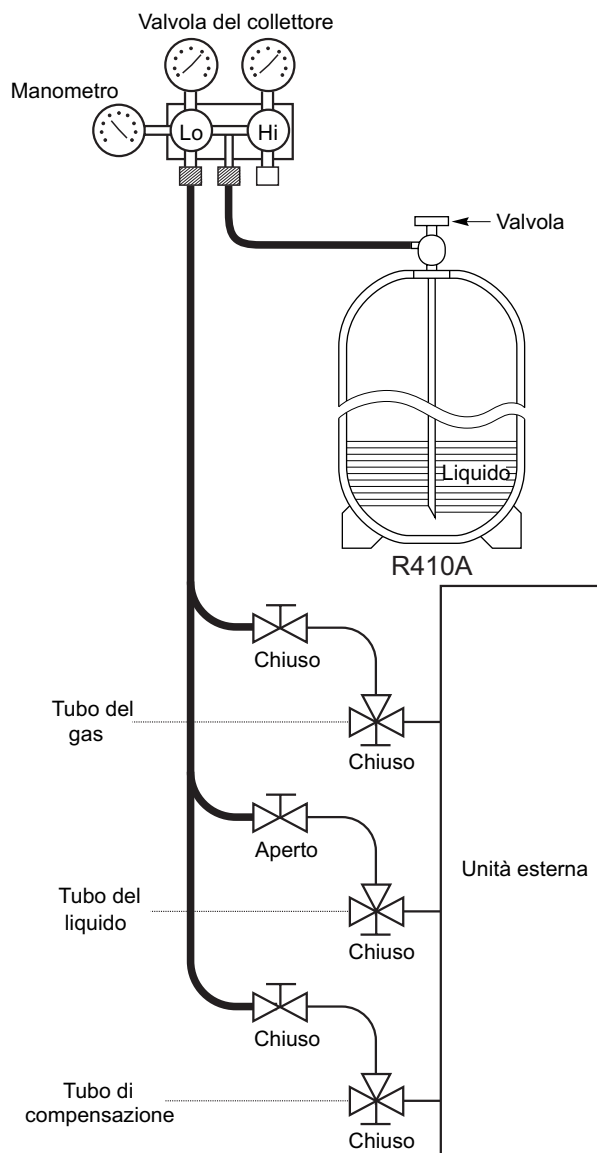 Valvola del collettore
Manometro
Lo
Hi
Valvola
Liquido
R410A
Chiuso
Tubo del
gas
Chiuso
Aperto
Unità esterna
Tubo del
liquido
Chiuso
Chiuso
Tubo di
compensazione
Chiuso